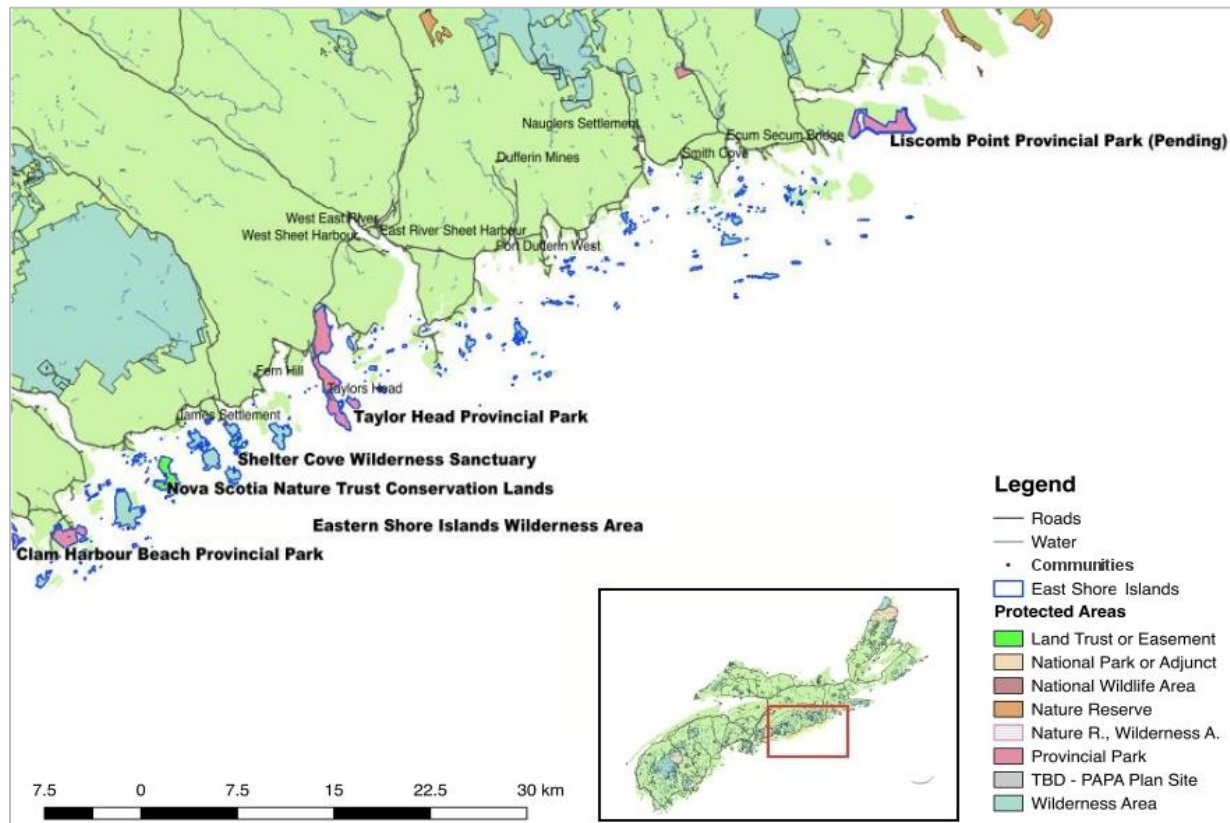 Liscomb Point Provincial Park (Pending)
Nauglers Settlement
Ecum Secum Bridge
Smith Cove
Dufferin Mines
West East River
West Sheet Harbour
East River Sheet Harbour
Port Dufferin West
Fern Hill
Taylors Head
Taylor Head Provincial Park
James Settlement
Shelter Cove Wilderness Sanctuary
Nova Scotia Nature Trust Conservation Lands
Eastern Shore Islands Wilderness Area
Clam Harbour Beach Provincial Park
Legend
Roads
Water
Communities
East Shore Islands
Protected Areas
Land Trust or Easement
National Park or Adjunct
National Wildlife Area
Nature Reserve
Nature R., Wilderness A.
Provincial Park
TBD - PAPA Plan Site
Wilderness Area
7.5 0 7.5 15 22.5 30 km